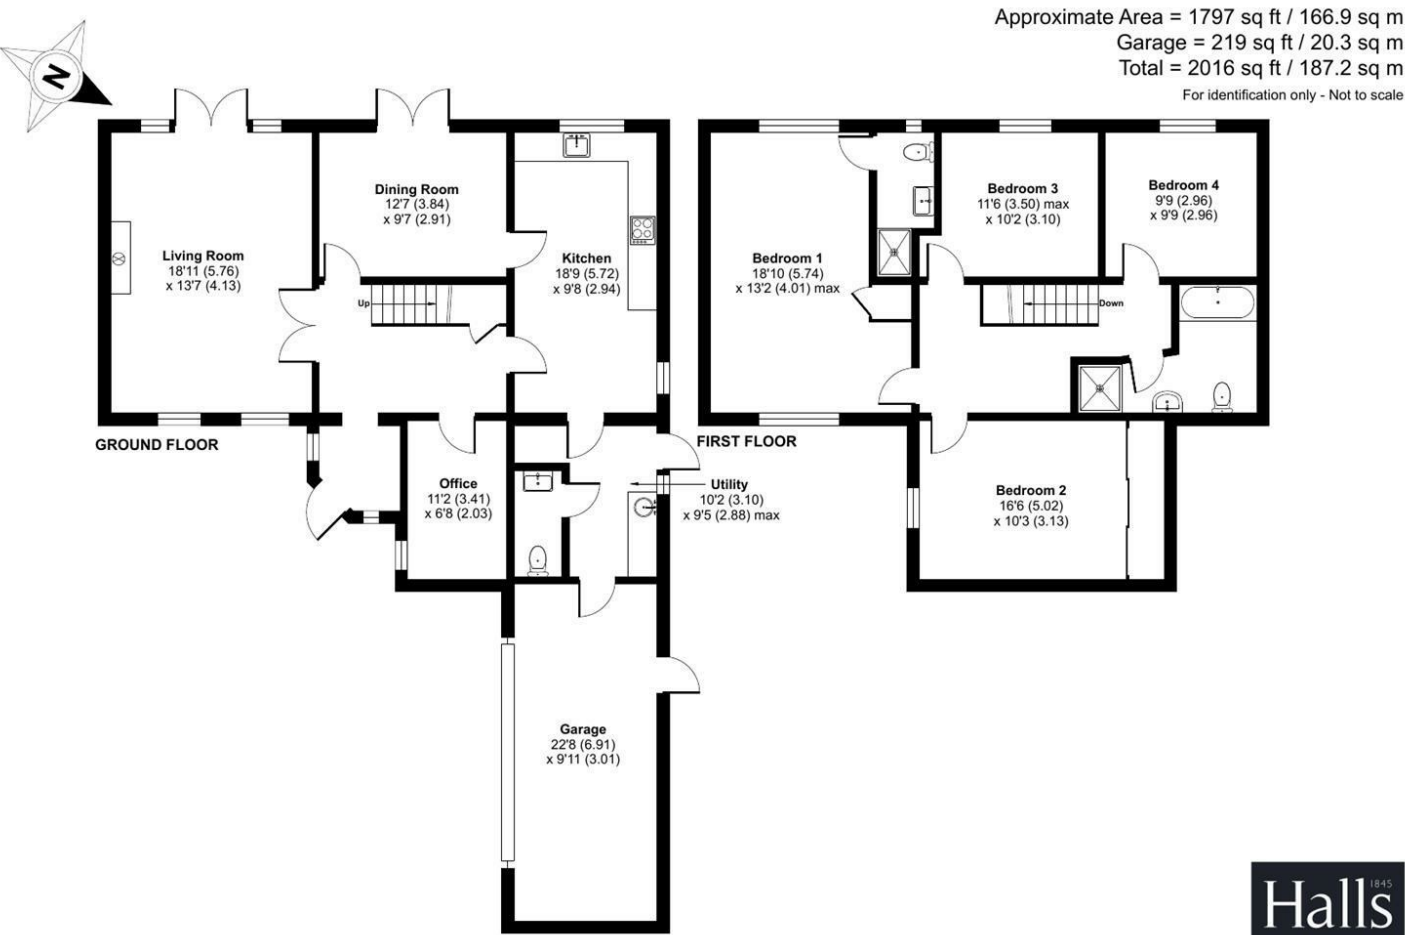 Approximate Area = 1797 sq ft / 166.9 sq m
Garage = 219 sq ft / 20.3 sq m
Total = 2016 sq ft / 187.2 sq m
For identification only - Not to scale
N
Living Room
18'11 (5.76)
x 13'7 (4.13)
Dining Room
12'7 (3.84)
x 9'7 (2.91)
Kitchen
18'9 (5.72)
x 9'8 (2.94)
Up
GROUND FLOOR
Office
11'2 (3.41)
x 6'8 (2.03)
Utility
10'2 (3.10)
x 9'5 (2.88) max
Garage
22'8 (6.91)
x 9'11 (3.01)
Bedroom 1
18'10 (5.74)
x 13'2 (4.01) max
Bedroom 3
11'6 (3.50) max
x 10'2 (3.10)
Bedroom 4
9'9 (2.96)
x 9'9 (2.96)
Down
FIRST FLOOR
Bedroom 2
16'6 (5.02)
x 10'3 (3.13)
1845
Halls